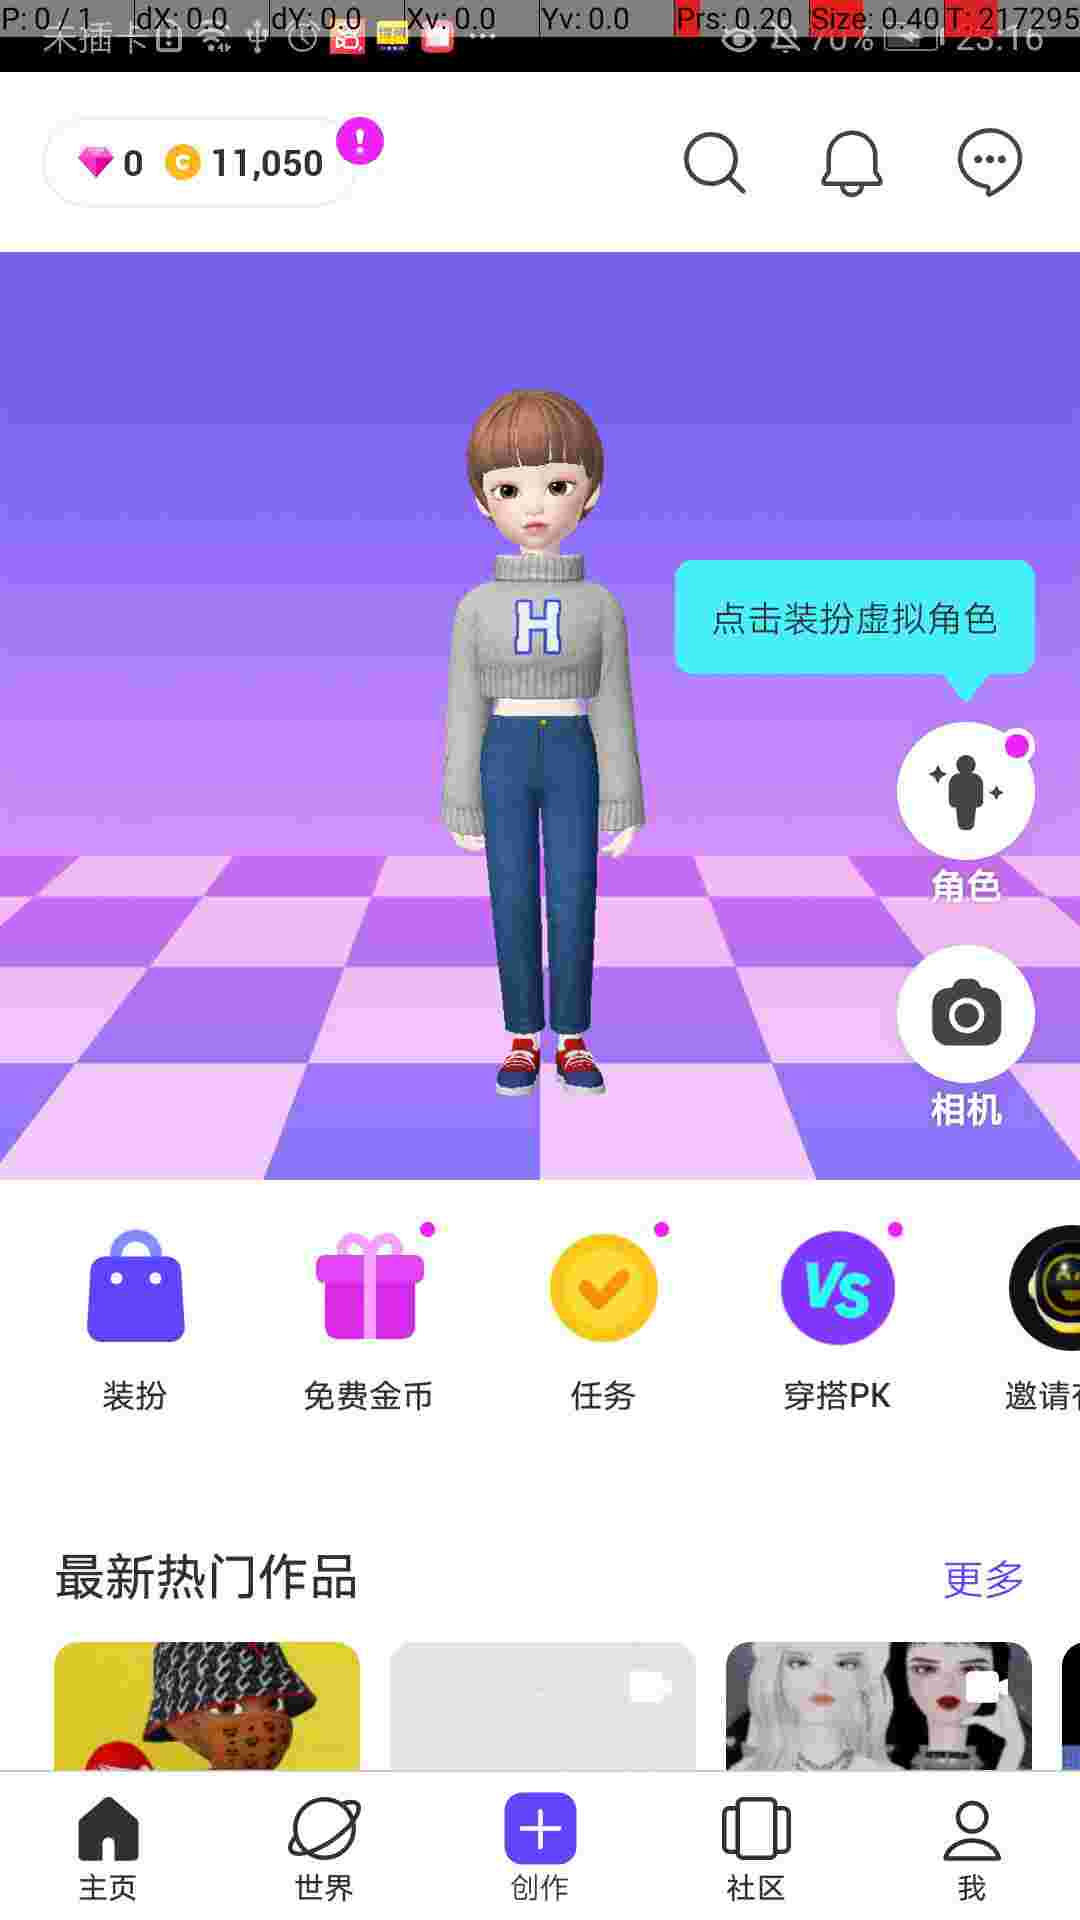 P: 0 / 1 dX: 0.0 dY: 0.0 Xv: 0.0 Yv: 0.0 Prs: 0.20 Size: 0.40 T: 217295
未插卡 70% 23:16
0 C 11,050 !
H
点击装扮虚拟角色
角色
相机
VS
装扮 免费金币 任务 穿搭PK 邀请
最新热门作品 更多
主页 世界 创作 社区 我